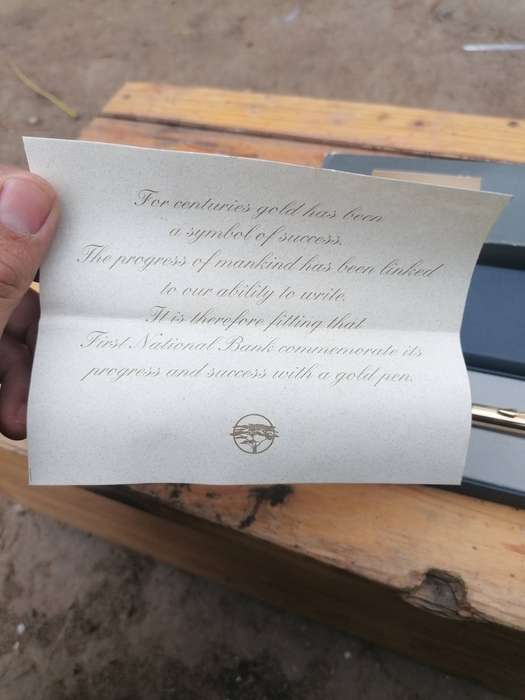 For centuries gold has been
a symbol of success.
The progress of mankind has been linked
to our ability to write.
It is therefore fitting that
First National Bank commemorate its
progress and success with a gold pen.